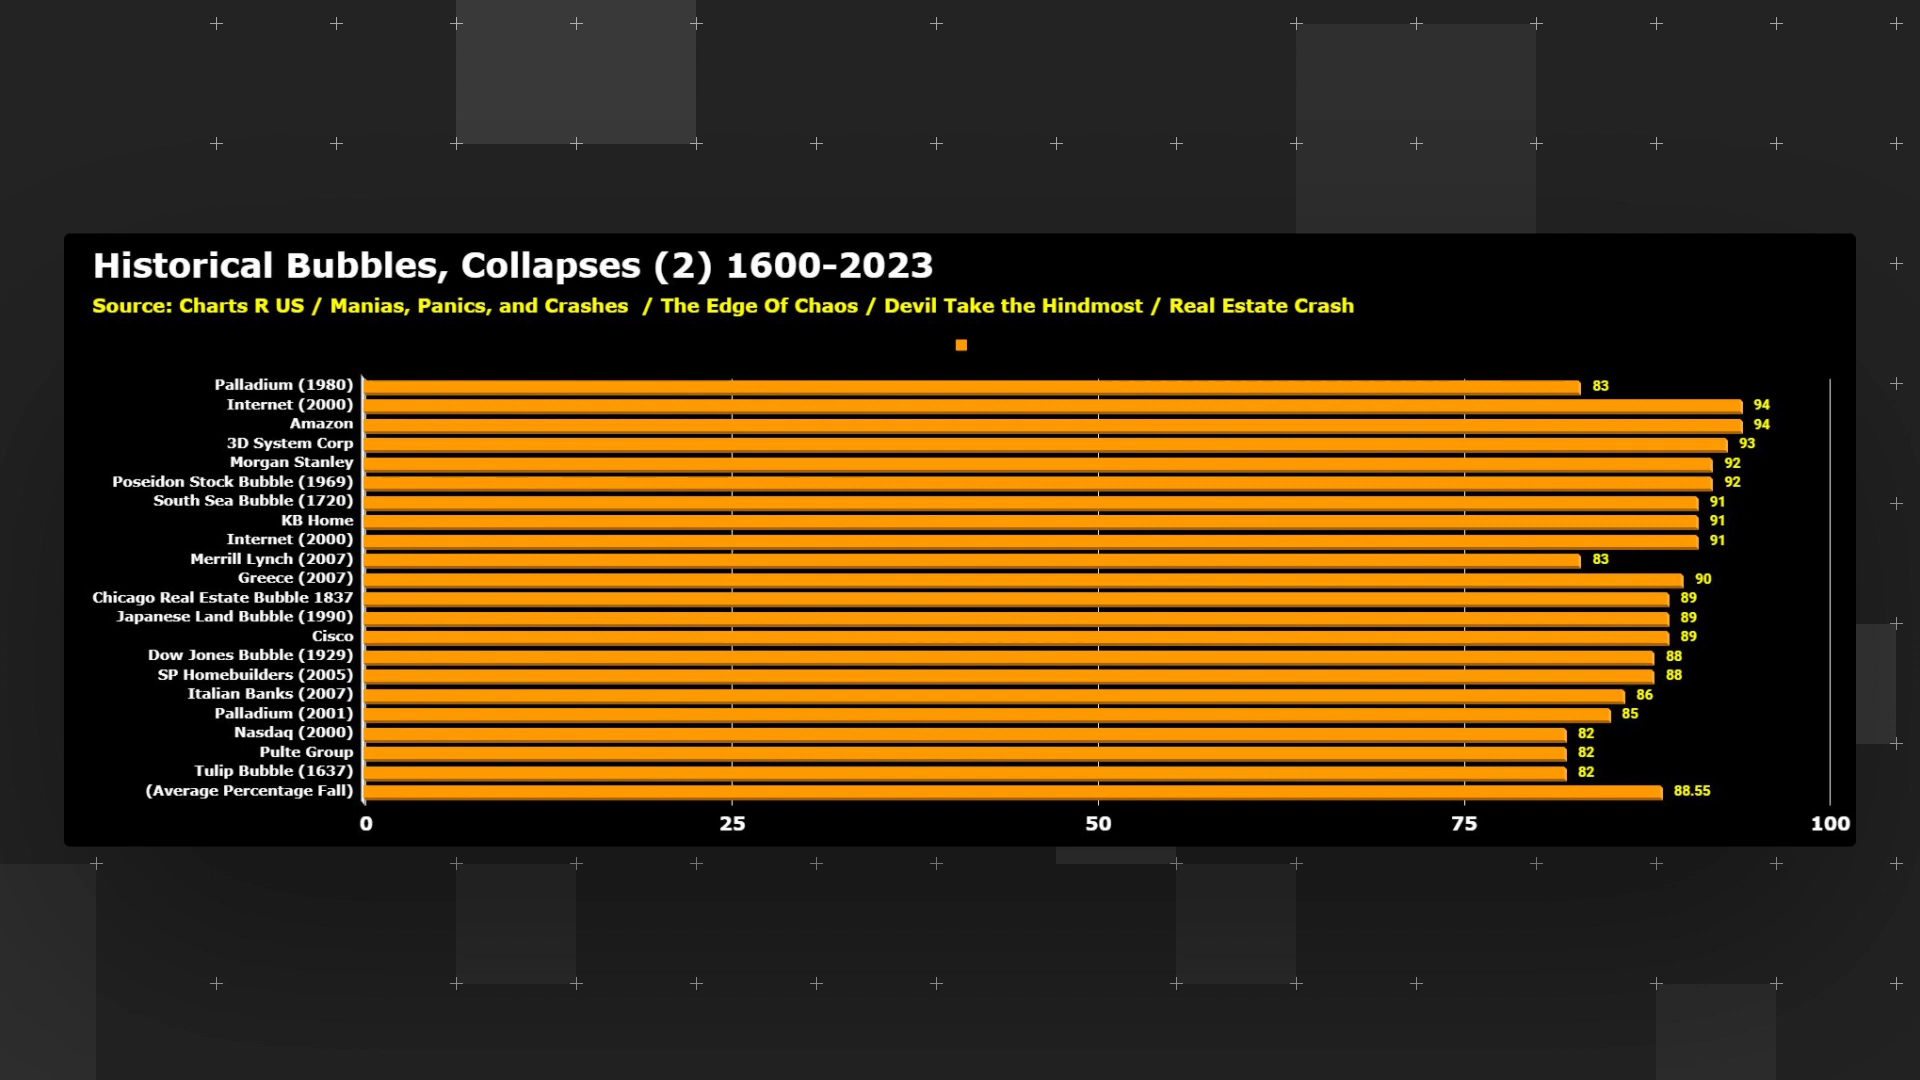 Historical Bubbles, Collapses (2) 1600-2023
Source: Charts R US / Manias, Panics, and Crashes / The Edge Of Chaos / Devil Take the Hindmost / Real Estate Crash
Palladium (1980) 83
Internet (2000) 94
Amazon 94
3D System Corp 93
Morgan Stanley 92
Poseidon Stock Bubble (1969) 92
South Sea Bubble (1720) 91
KB Home 91
Internet (2000) 91
Merrill Lynch (2007) 83
Greece (2007) 90
Chicago Real Estate Bubble 1837 89
Japanese Land Bubble (1990) 89
Cisco 89
Dow Jones Bubble (1929) 88
SP Homebuilders (2005) 88
Italian Banks (2007) 86
Palladium (2001) 85
Nasdaq (2000) 82
Pulte Group 82
Tulip Bubble (1637) 82
(Average Percentage Fall) 88.55
0 25 50 75 100